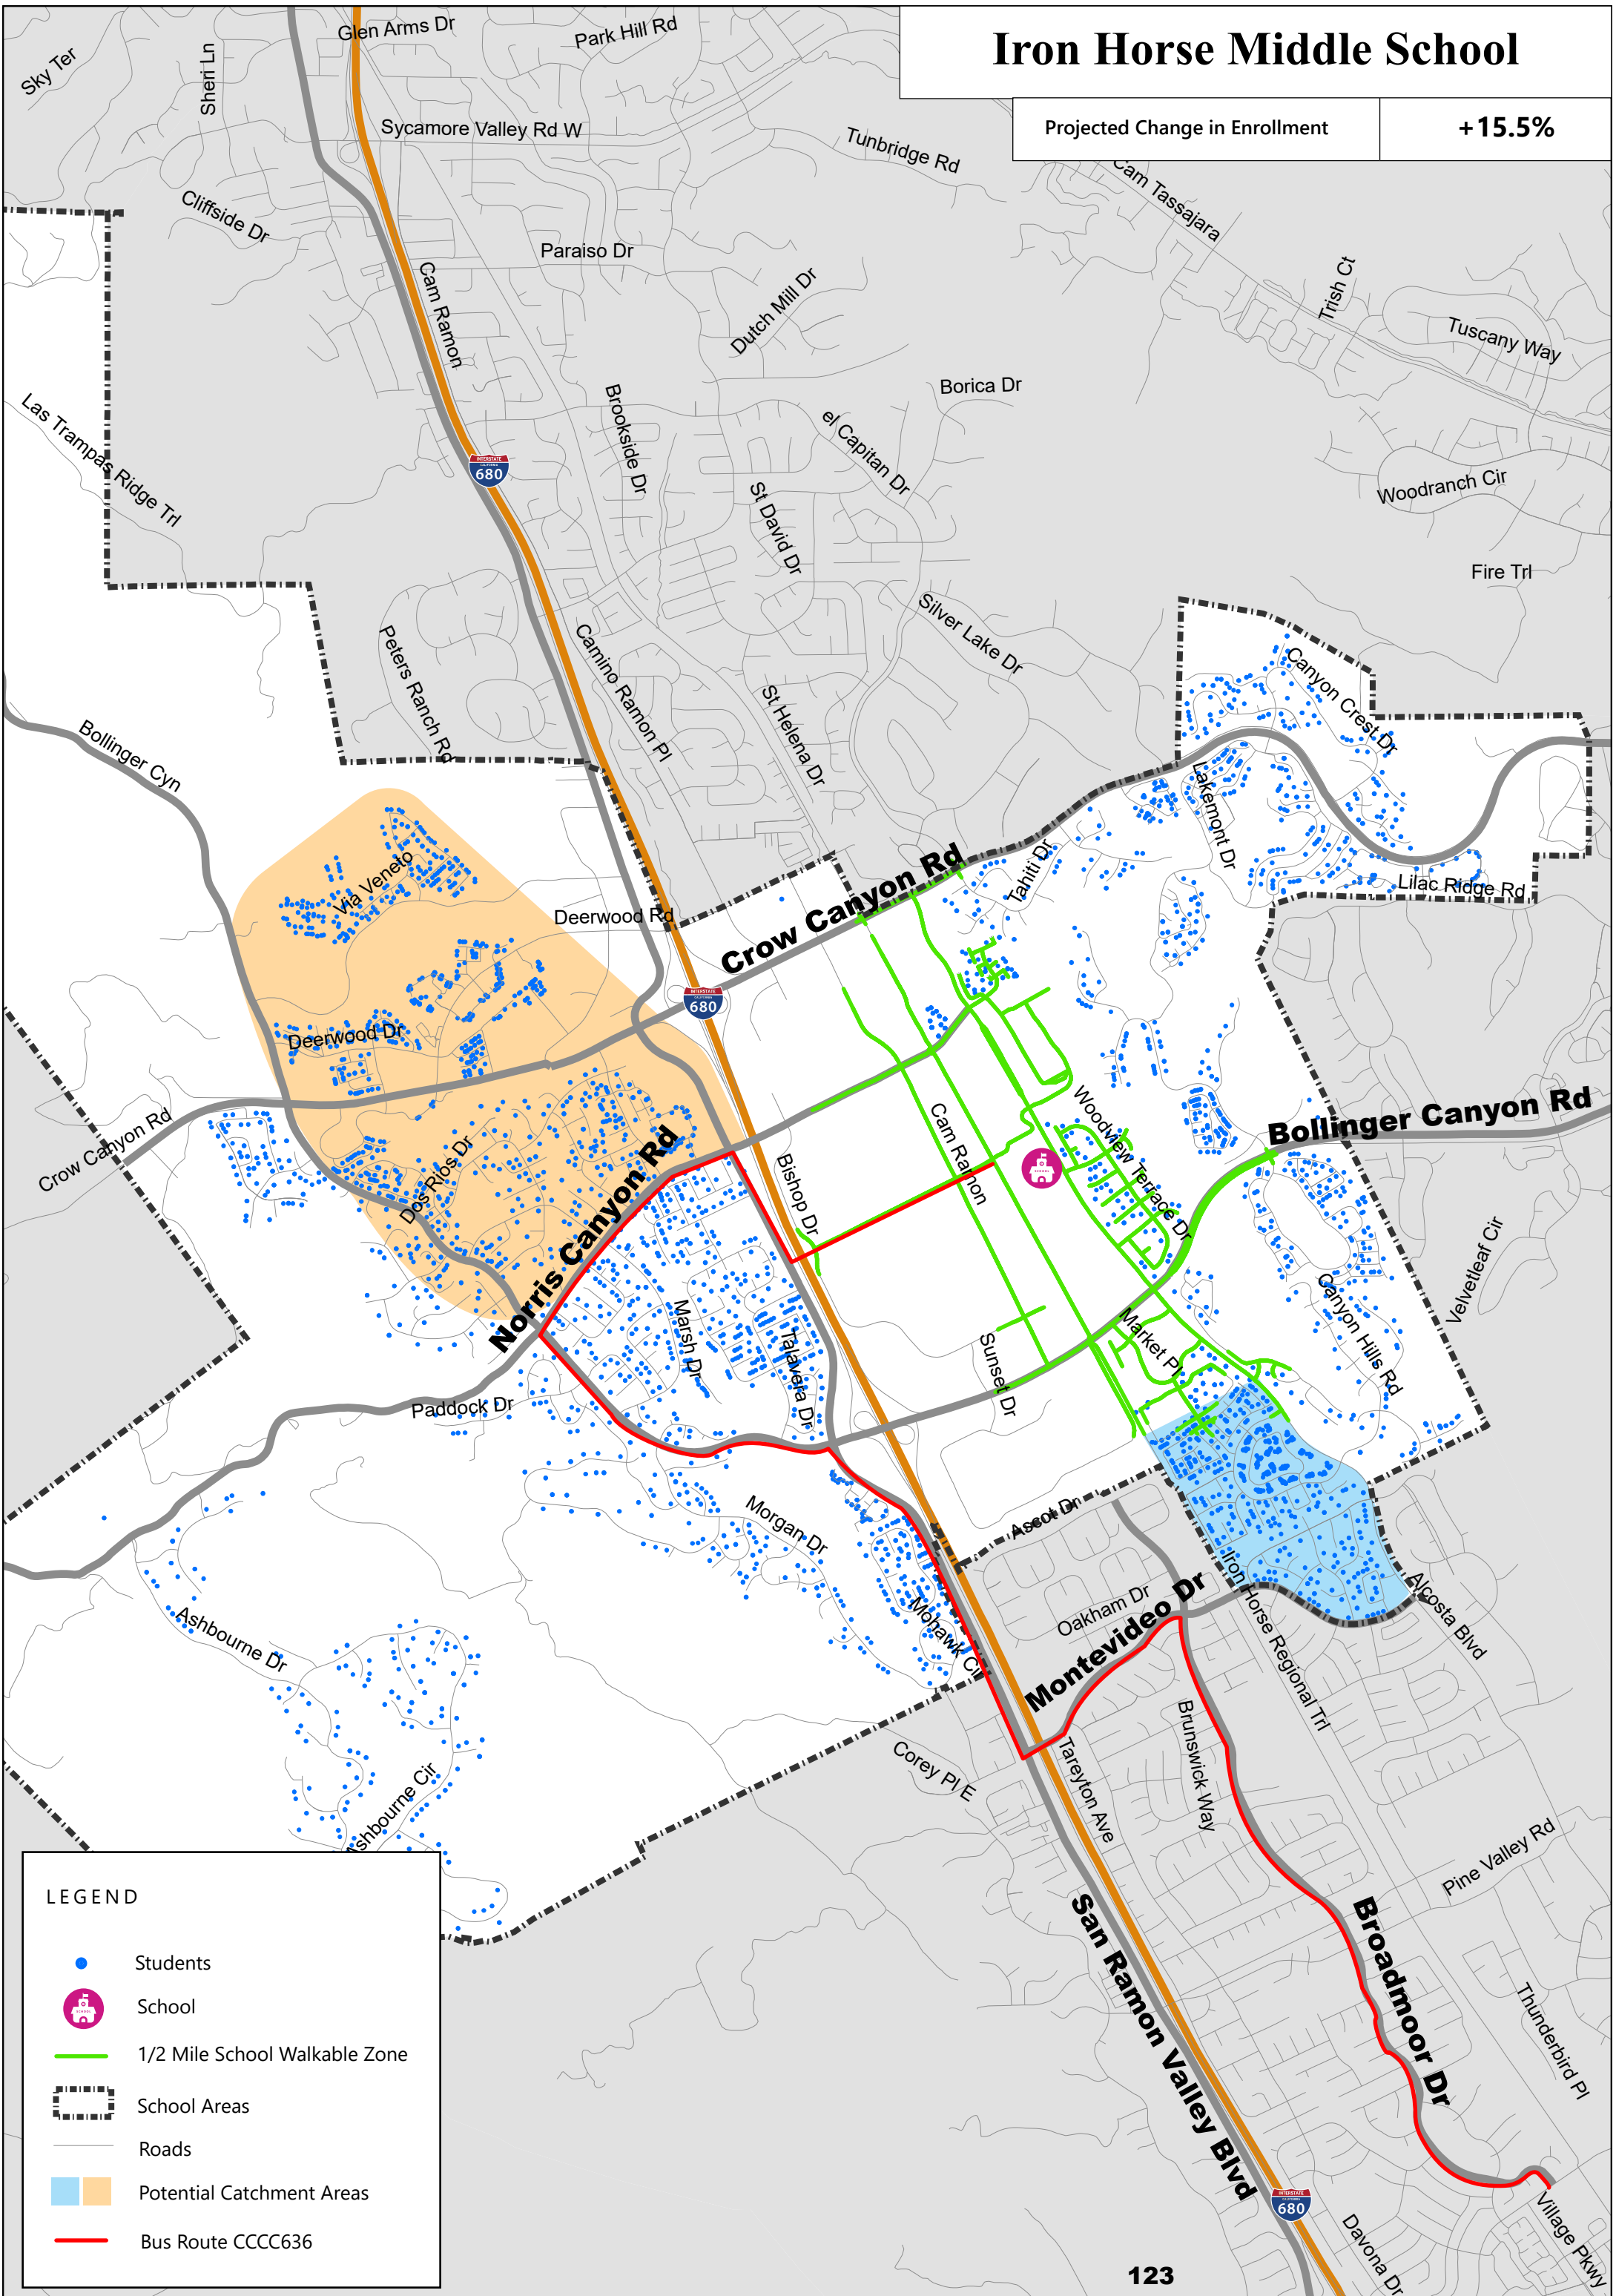 Iron Horse Middle School
Projected Change in Enrollment
+15.5%
Glen Arms Dr
Park Hill Rd
Sky Ter
Sheri Ln
Sycamore Valley Rd W
Tunbridge Rd
Cam Tassajara
Cliffside Dr
Paraiso Dr
Cam Ramon
Dutch Mill Dr
Trish Ct
Tuscany Way
Borica Dr
Las Trampas Ridge Trl
Brookside Dr
el Capitan Dr
INTERSTATE
CALIFORNIA
680
St David Dr
Woodranch Cir
Fire Trl
Silver Lake Dr
Peters Ranch Rd
Camino Ramon Pl
St Helena Dr
Canyon Crest Dr
Bollinger Cyn
Lakemont Dr
Via Veneto
Crow Canyon Rd
Tahiti Dr
Lilac Ridge Rd
Deerwood Rd
INTERSTATE
CALIFORNIA
680
Deerwood Dr
Crow Canyon Rd
Dos Rios Dr
Norris Canyon Rd
Bishop Dr
Cam Ramon
SCHOOL
Woodview Terrace Dr
Bollinger Canyon Rd
Velvetleaf Cir
Canyon Hills Rd
Marsh Dr
Talavera Dr
Sunset Dr
Market Pl
Paddock Dr
Morgan Dr
Ascot Dr
Oakham Dr
Montevideo Dr
Iron Horse Regional Trl
Alcosta Blvd
Mohawk Cir
Ashbourne Dr
Ashbourne Cir
Corey Pl E
Tareyton Ave
Brunswick Way
Pine Valley Rd
San Ramon Valley Blvd
Broadmoor Dr
Thunderbird Pl
INTERSTATE
CALIFORNIA
680
Davona Dr
Village Pkwy
LEGEND
Students
SCHOOL
School
1/2 Mile School Walkable Zone
School Areas
Roads
Potential Catchment Areas
Bus Route CCCC636
123